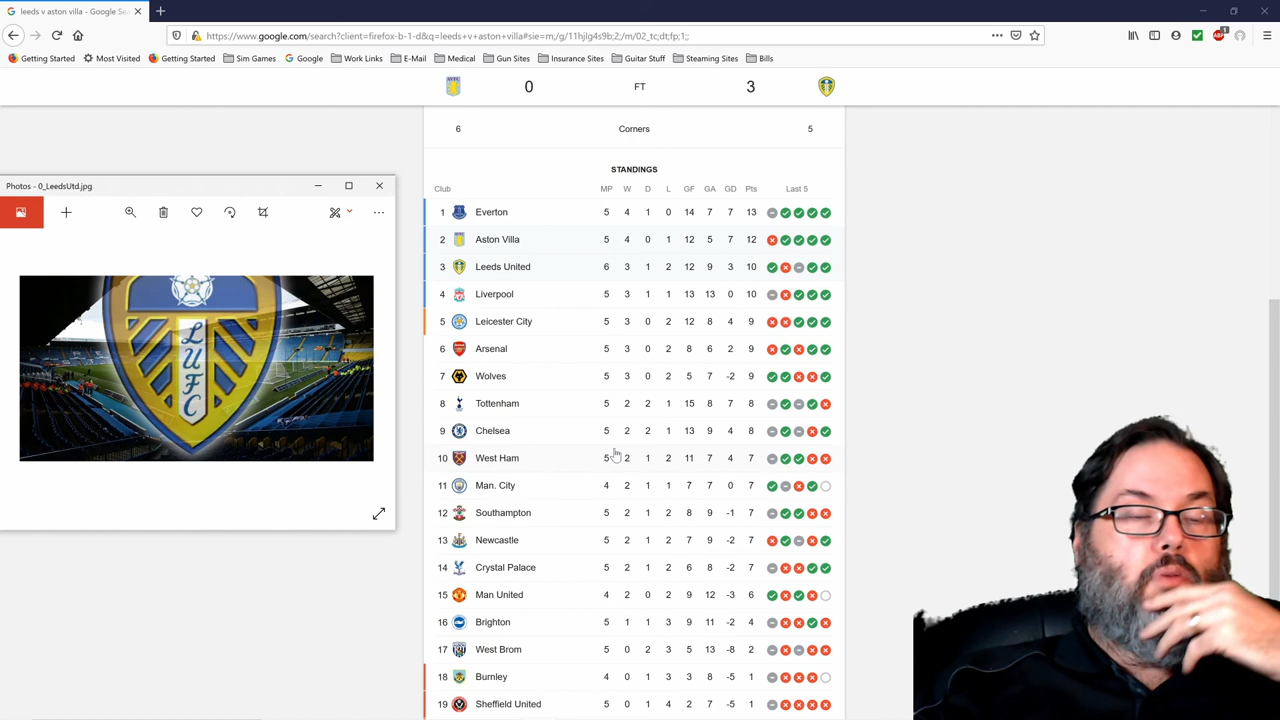 leeds v aston villa - Google Sea
https://www.google.com/search?client=firefox-b-1-d&q=leeds+v+aston+villa#sie=m;/g/11hjlg4s9b;2;/m/02_tc;dt;fp;1;;
Getting Started Most Visited Getting Started Sim Games Google Work Links E-Mail Medical Gun Sites Insurance Sites Guitar Stuff Steaming Sites Bills
0 FT 3
6 Corners 5
STANDINGS
Club MP W D L GF GA GD Pts Last 5
1 Everton 5 4 1 0 14 7 7 13
2 Aston Villa 5 4 0 1 12 5 7 12
3 Leeds United 6 3 1 2 12 9 3 10
4 Liverpool 5 3 1 1 13 13 0 10
5 Leicester City 5 3 0 2 12 8 4 9
6 Arsenal 5 3 0 2 8 6 2 9
7 Wolves 5 3 0 2 5 7 -2 9
8 Tottenham 5 2 2 1 15 8 7 8
9 Chelsea 5 2 2 1 13 9 4 8
10 West Ham 5 2 1 2 11 7 4 7
11 Man. City 4 2 1 1 7 7 0 7
12 Southampton 5 2 1 2 8 9 -1 7
13 Newcastle 5 2 1 2 7 9 -2 7
14 Crystal Palace 5 2 1 2 6 8 -2 7
15 Man United 4 2 0 2 9 12 -3 6
16 Brighton 5 1 1 3 9 11 -2 4
17 West Brom 5 0 2 3 5 13 -8 2
18 Burnley 4 0 1 3 3 8 -5 1
19 Sheffield United 5 0 1 4 2 7 -5 1
Photos - 0_LeedsUtd.jpg
LUFC